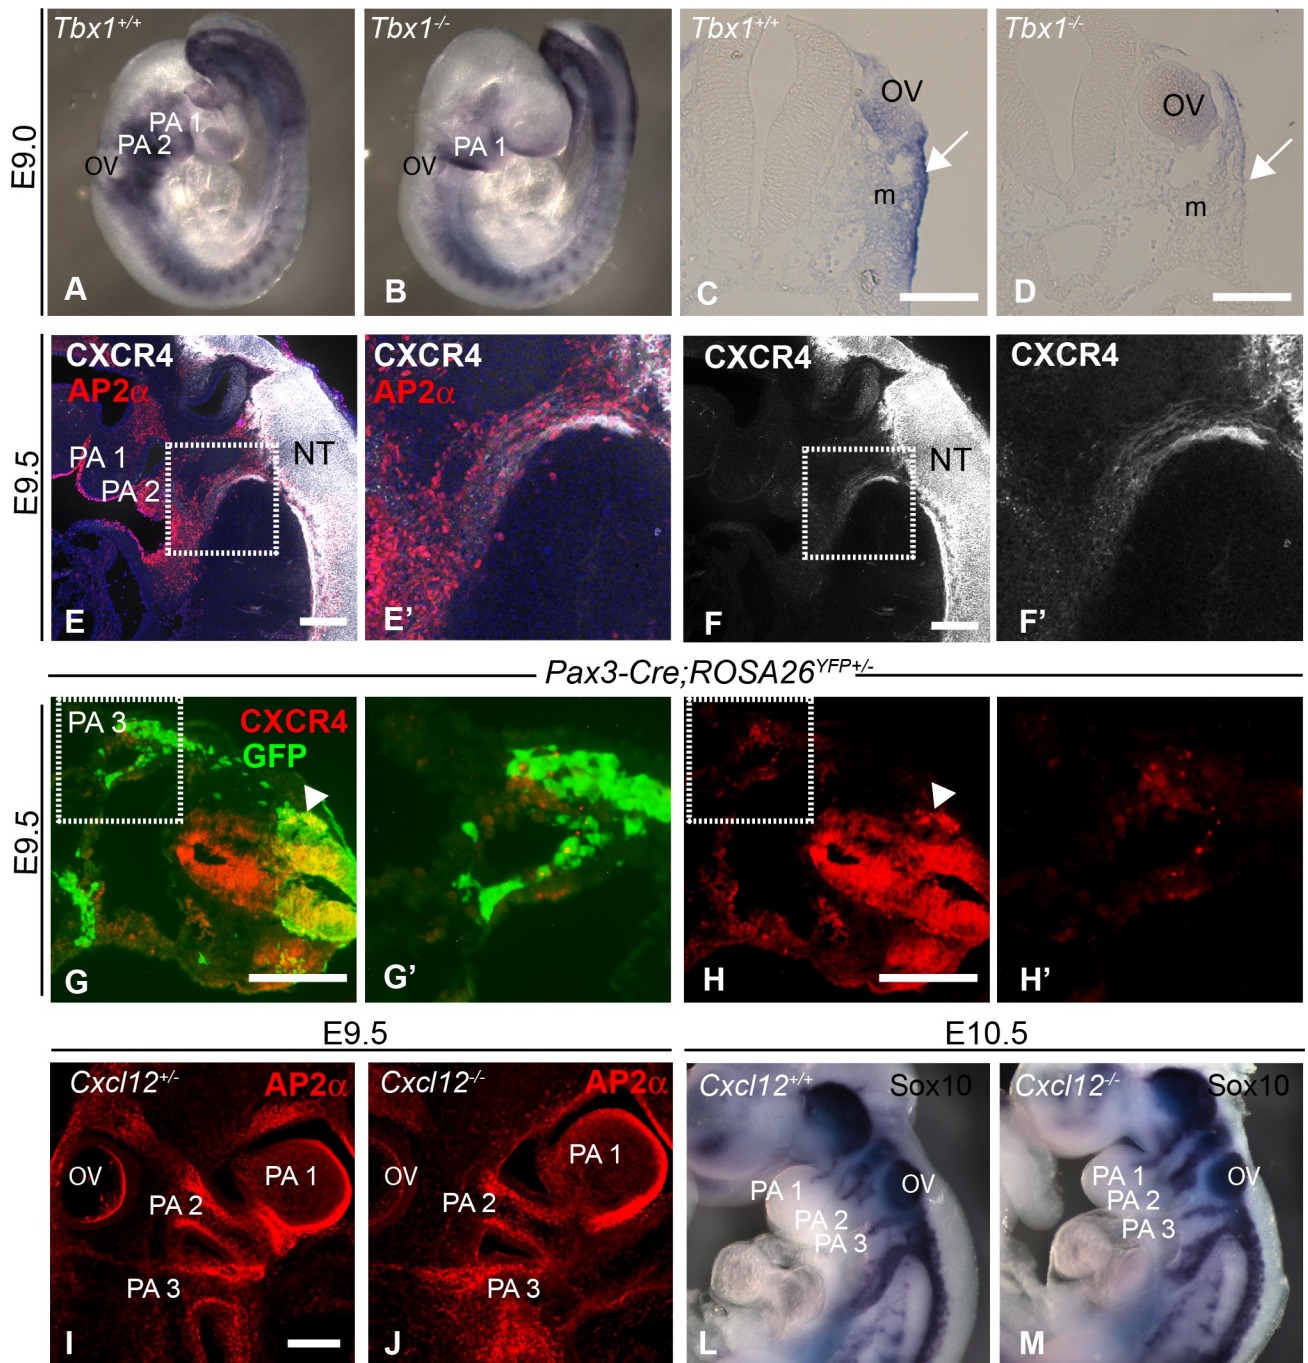 E9.0
Tbx1+/+
PA 1
PA 2
OV
A
Tbx1-/-
PA 1
OV
B
Tbx1+/+
OV
m
C
Tbx1-/-
OV
m
D
E9.5
CXCR4
AP2α
NT
PA 1
PA 2
E
CXCR4
AP2α
E’
CXCR4
NT
F
CXCR4
F’
Pax3-Cre;ROSA26YFP+/-
E9.5
PA 3
CXCR4
GFP
G
G’
H
H’
E9.5
E10.5
Cxcl12+/-
AP2α
OV
PA 1
PA 2
PA 3
I
Cxcl12-/-
AP2α
OV
PA 1
PA 2
PA 3
J
Cxcl12+/+
Sox10
PA 1
OV
PA 2
PA 3
L
Cxcl12-/-
Sox10
PA 1
OV
PA 2
PA 3
M